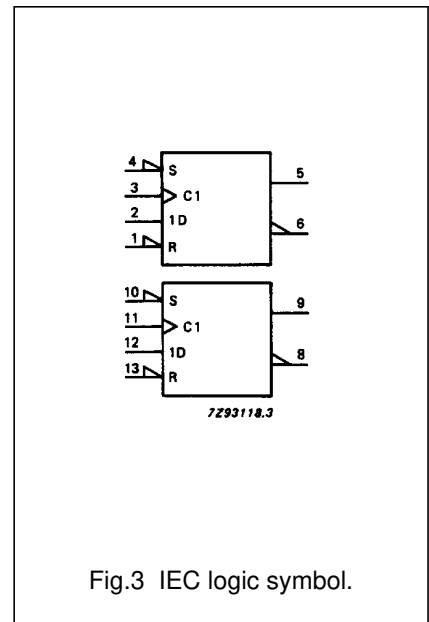 4 S 5
3 C1
2 1D 6
1 R
10 S 9
11 C1
12 1D 8
13 R
7Z93118.3
Fig.3 IEC logic symbol.